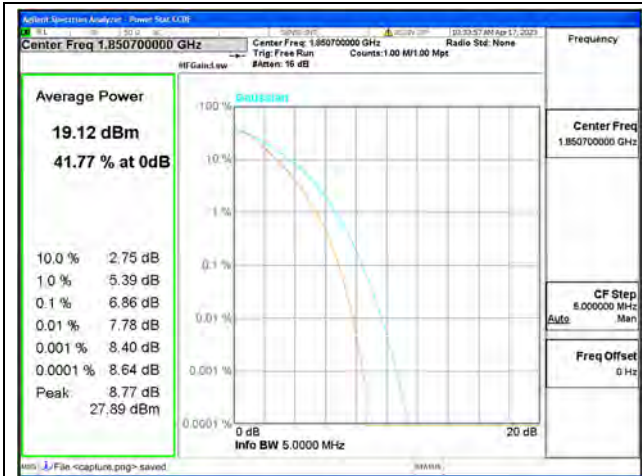 Agilent Spectrum Analyzer - Power Stat CCDF
Center Freq 1.850700000 GHz
Center Freq: 1.850700000 GHz
Trig: Free Run
Counts:1.00 M/1.00 Mpt
#IFGain:Low
#Atten: 16 dB
10:33:57 AM Apr 17, 2023
Radio Std: None
Frequency
Average Power
19.12 dBm
41.77 % at 0dB
10.0 % 2.75 dB
1.0 % 5.39 dB
0.1 % 6.86 dB
0.01 % 7.78 dB
0.001 % 8.40 dB
0.0001 % 8.64 dB
Peak 8.77 dB
27.89 dBm
Gaussian
100 %
10 %
1 %
0.1 %
0.01 %
0.001 %
0.0001 %
0 dB
20 dB
Info BW 5.0000 MHz
Center Freq
1.850700000 GHz
CF Step
5.000000 MHz
Auto Man
Freq Offset
0 Hz
MSG
File <capture.png> saved
STATUS